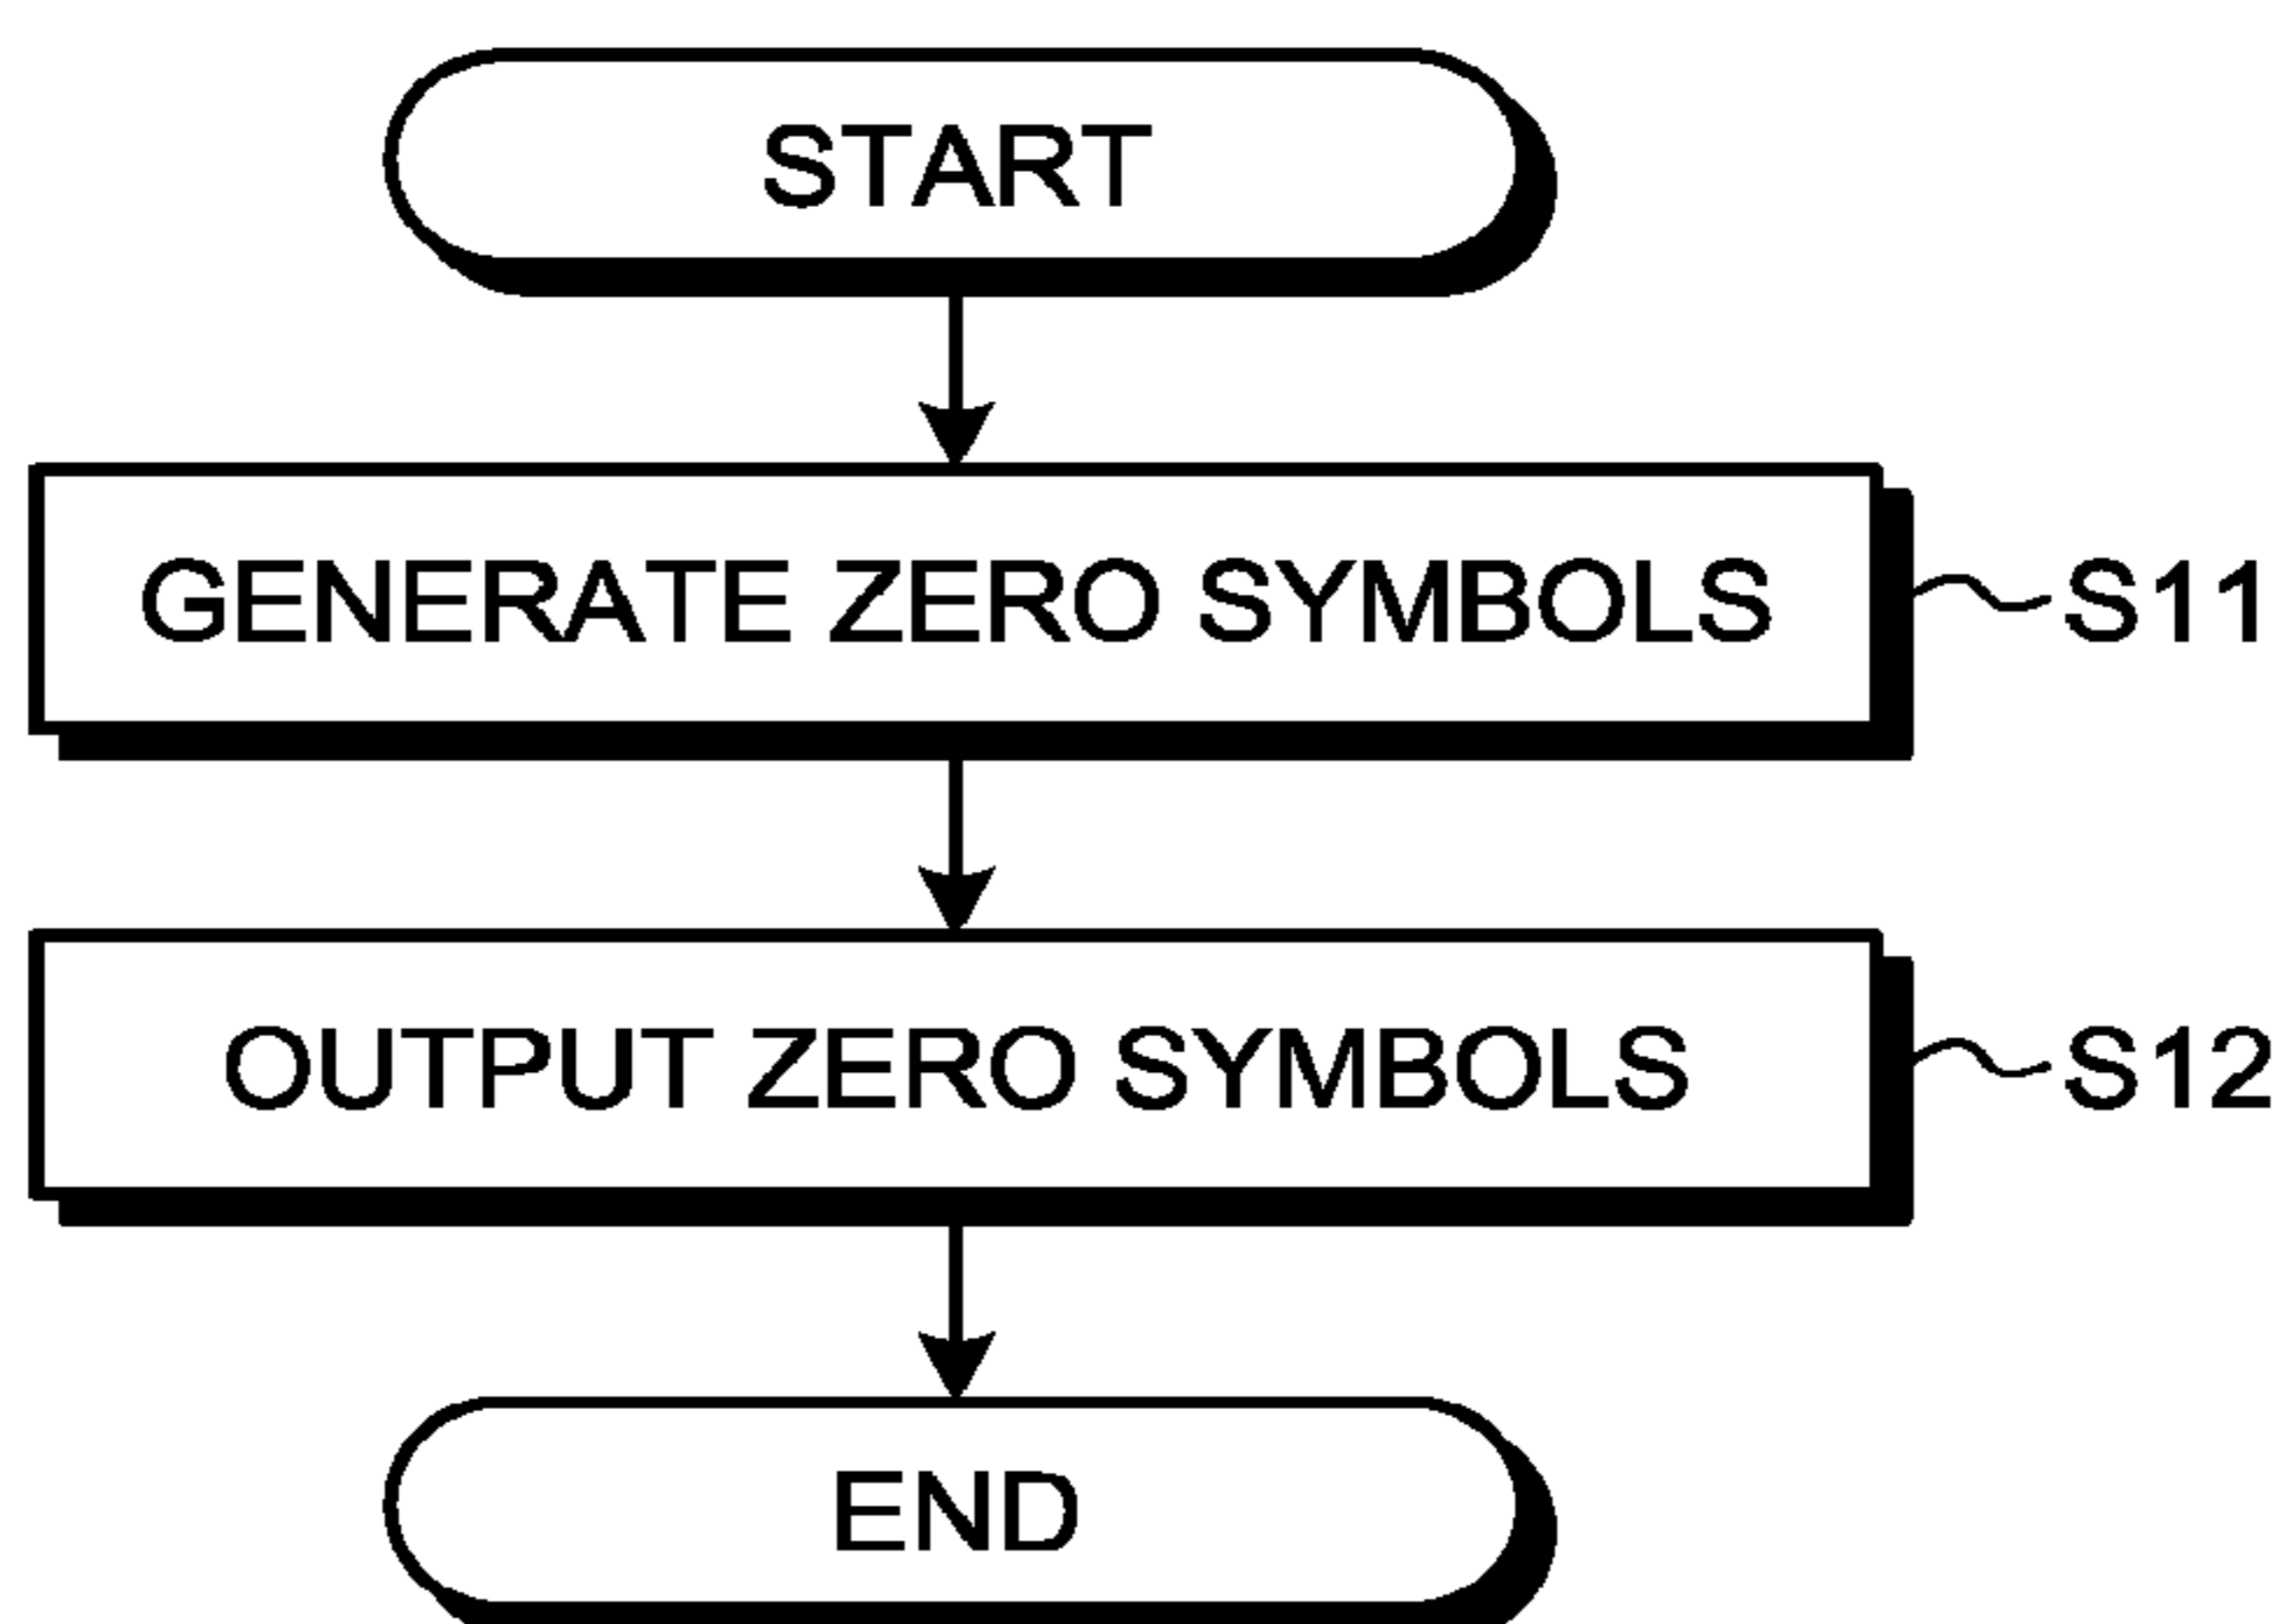 START
GENERATE ZERO SYMBOLS
S11
OUTPUT ZERO SYMBOLS
S12
END